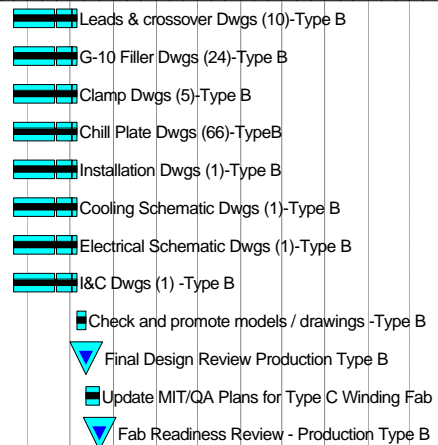 Leads & crossover Dwgs (10)-Type B
G-10 Filler Dwgs (24)-Type B
Clamp Dwgs (5)-Type B
Chill Plate Dwgs (66)-TypeB
Installation Dwgs (1)-Type B
Cooling Schematic Dwgs (1)-Type B
Electrical Schematic Dwgs (1)-Type B
I&C Dwgs (1) -Type B
Check and promote models / drawings -Type B
Final Design Review Production Type B
Update MIT/QA Plans for Type C Winding Fab
Fab Readiness Review - Production Type B